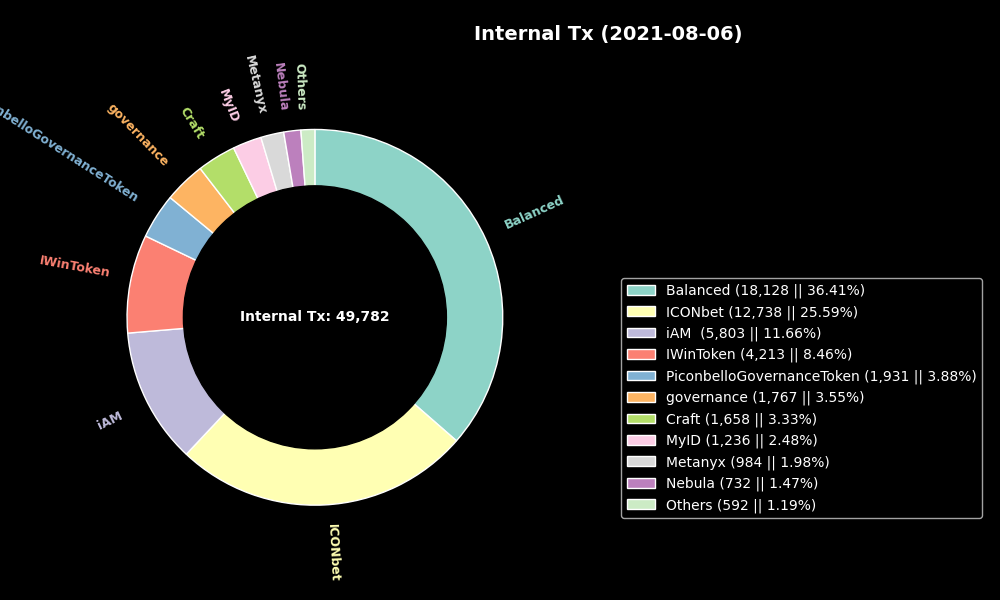 Internal Tx (2021-08-06)
Others
Nebula
Metanyx
MyID
Craft
governance
nbelloGovernanceToken
Balanced
IWinToken
Internal Tx: 49,782
iAM
ICONbet
Balanced (18,128 || 36.41%)
ICONbet (12,738 || 25.59%)
iAM  (5,803 || 11.66%)
IWinToken (4,213 || 8.46%)
PiconbelloGovernanceToken (1,931 || 3.88%)
governance (1,767 || 3.55%)
Craft (1,658 || 3.33%)
MyID (1,236 || 2.48%)
Metanyx (984 || 1.98%)
Nebula (732 || 1.47%)
Others (592 || 1.19%)